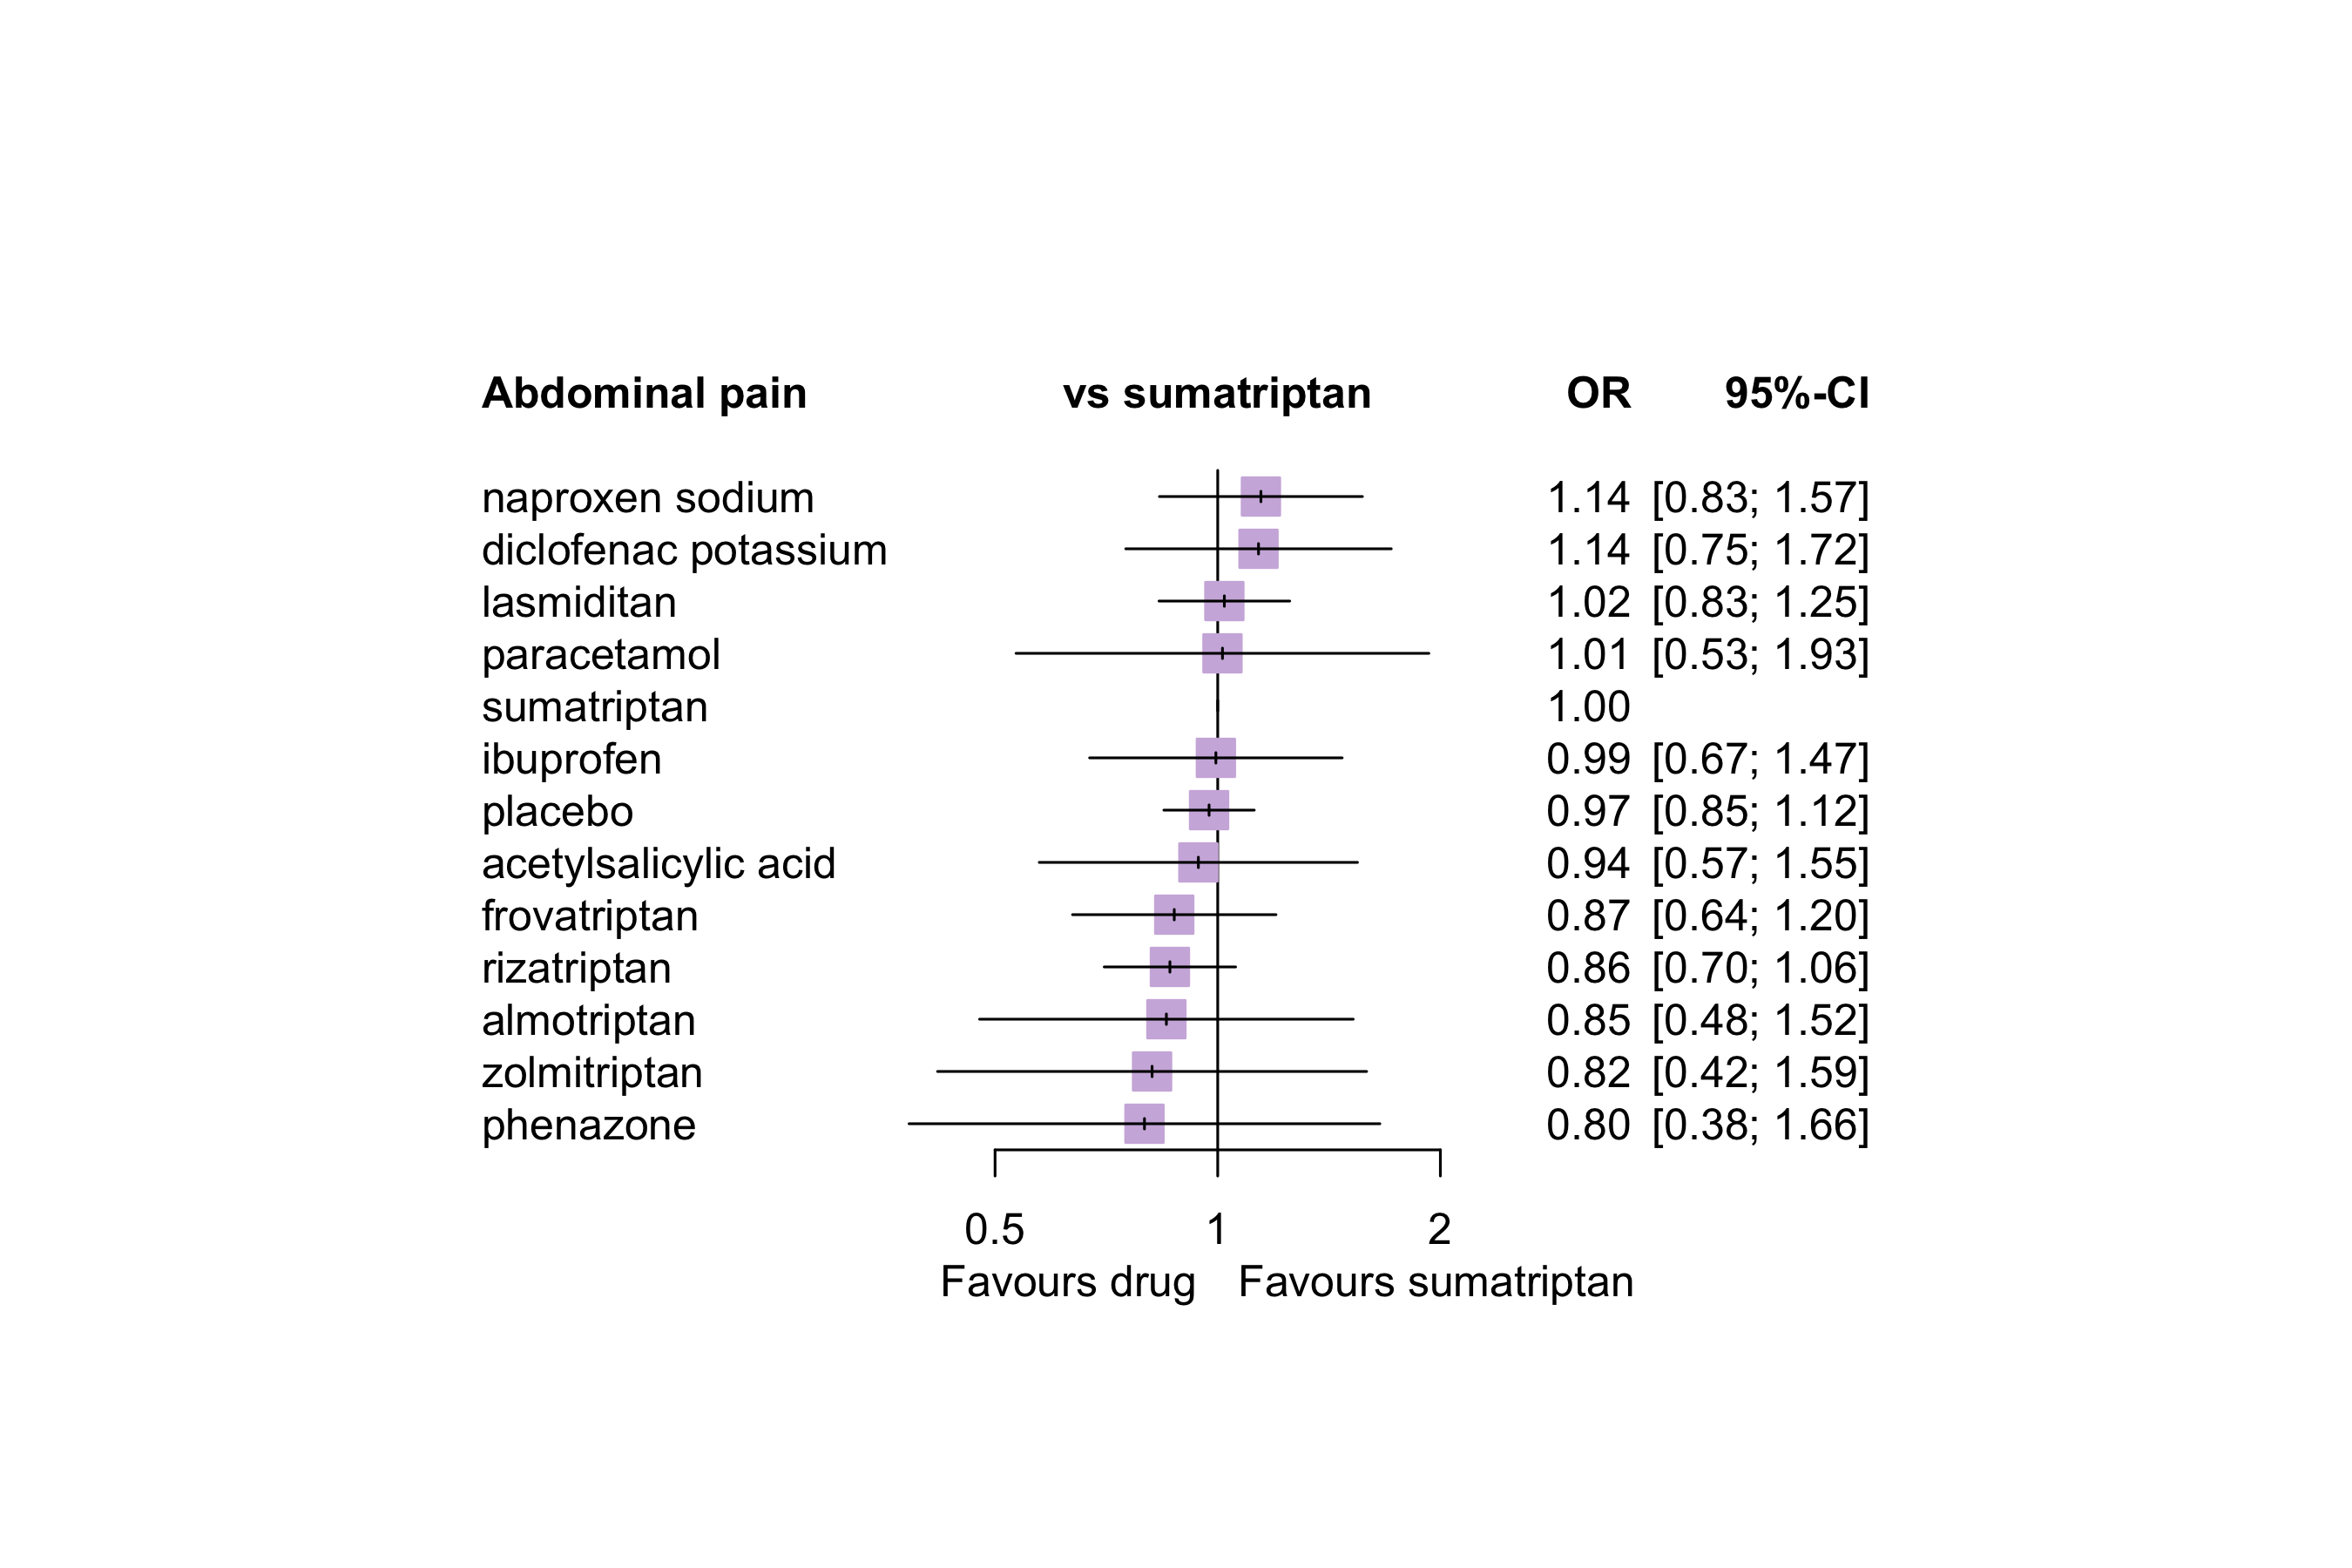 Abdominal pain vs sumatriptan OR 95%-CI
naproxen sodium 1.14 [0.83; 1.57]
diclofenac potassium 1.14 [0.75; 1.72]
lasmiditan 1.02 [0.83; 1.25]
paracetamol 1.01 [0.53; 1.93]
sumatriptan 1.00
ibuprofen 0.99 [0.67; 1.47]
placebo 0.97 [0.85; 1.12]
acetylsalicylic acid 0.94 [0.57; 1.55]
frovatriptan 0.87 [0.64; 1.20]
rizatriptan 0.86 [0.70; 1.06]
almotriptan 0.85 [0.48; 1.52]
zolmitriptan 0.82 [0.42; 1.59]
phenazone 0.80 [0.38; 1.66]
0.5 1 2
Favours drug Favours sumatriptan